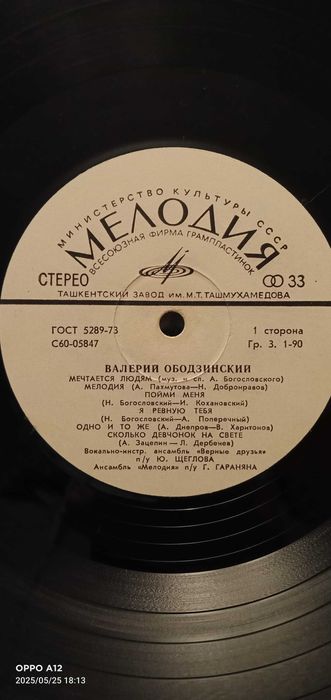 МИНИСТЕРСТВО КУЛЬТУРЫ СССР
МЕЛОДИЯ
ВСЕСОЮЗНАЯ ФИРМА ГРАМПЛАСТИНОК
СТЕРЕО 33
ТАШКЕНТСКИЙ ЗАВОД ИМ. М.Т. ТАШМУХАМЕДОВА
ГОСТ 5289-73 1 сторона
С60-05847 Гр. 3. 1-90
ВАЛЕРИЙ ОБОДЗИНСКИЙ
МЕЧТАЕТСЯ ЛЮДЯМ (муз. и сл. А. Богословского)
МЕЛОДИЯ (А. Пахмутова—Н. Добронравов)
ПОЙМИ МЕНЯ
(Н. Богословский—И. Кохановский)
Я РЕВНУЮ ТЕБЯ
(Н. Богословский—А. Поперечный)
ОДНО И ТО ЖЕ (А. Днепров—В. Харитонов)
СКОЛЬКО ДЕВЧОНОК НА СВЕТЕ
(А. Зацепин—Л. Дербенев)
Вокально-инстр. ансамбль «Верные друзья»
п/у Ю. ЩЕГЛОВА
Ансамбль «Мелодия» п/у Г. ГАРАНЯНА
OPPO A12
2025/05/25 18:13